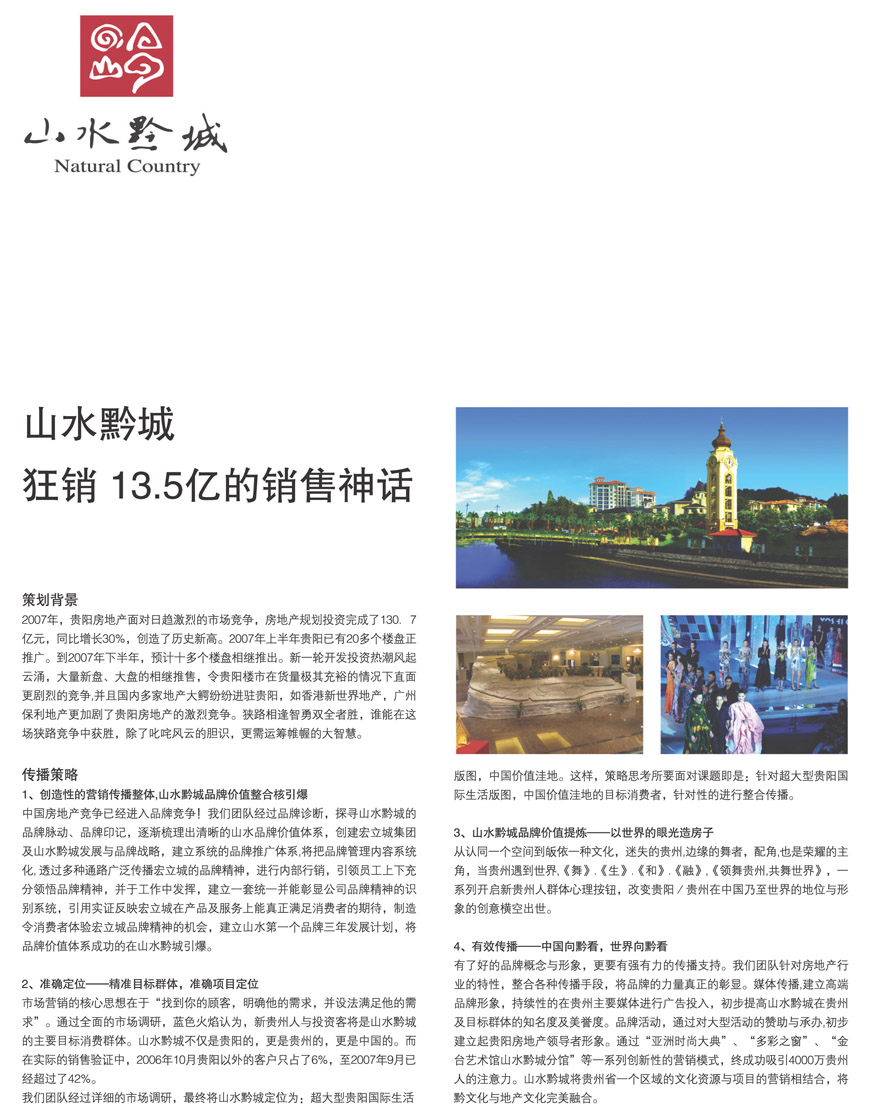 山水黔城
Natural Country
山水黔城
狂销 13.5亿的销售神话
策划背景
2007年，贵阳房地产面对日趋激烈的市场竞争，房地产规划投资完成了130．7
亿元，同比增长30%，创造了历史新高。2007年上半年贵阳已有20多个楼盘正
推广。到2007年下半年，预计十多个楼盘相继推出。新一轮开发投资热潮风起
云涌，大量新盘、大盘的相继推售，令贵阳楼市在货量极其充裕的情况下直面
更剧烈的竞争,并且国内多家地产大鳄纷纷进驻贵阳，如香港新世界地产，广州
保利地产更加剧了贵阳房地产的激烈竞争。狭路相逢智勇双全者胜，谁能在这
场狭路竞争中获胜，除了叱咤风云的胆识，更需运筹帷幄的大智慧。
传播策略
1、创造性的营销传播整体,山水黔城品牌价值整合核引爆
中国房地产竞争已经进入品牌竞争！我们团队经过品牌诊断，探寻山水黔城的
品牌脉动、品牌印记，逐渐梳理出清晰的山水品牌价值体系，创建宏立城集团
及山水黔城发展与品牌战略，建立系统的品牌推广体系,将把品牌管理内容系统
化, 透过多种通路广泛传播宏立城的品牌精神，进行内部行销，引领员工上下充
分领悟品牌精神，并于工作中发挥，建立一套统一并能彰显公司品牌精神的识
别系统，引用实证反映宏立城在产品及服务上能真正满足消费者的期待，制造
令消费者体验宏立城品牌精神的机会，建立山水第一个品牌三年发展计划，将
品牌价值体系成功的在山水黔城引爆。
2、准确定位——精准目标群体，准确项目定位
市场营销的核心思想在于“找到你的顾客，明确他的需求，并设法满足他的需
求”。通过全面的市场调研，蓝色火焰认为，新贵州人与投资客将是山水黔城
的主要目标消费群体。山水黔城不仅是贵阳的，更是贵州的，更是中国的。而
在实际的销售验证中，2006年10月贵阳以外的客户只占了6%，至2007年9月已
经超过了42%。
我们团队经过详细的市场调研，最终将山水黔城定位为：超大型贵阳国际生活
版图，中国价值洼地。这样，策略思考所要面对课题即是：针对超大型贵阳国
际生活版图，中国价值洼地的目标消费者，针对性的进行整合传播。
3、山水黔城品牌价值提炼——以世界的眼光造房子
从认同一个空间到皈依一种文化，迷失的贵州,边缘的舞者，配角,也是荣耀的主
角，当贵州遇到世界,《舞》.《生》.《和》.《融》,《领舞贵州,共舞世界》，一
系列开启新贵州人群体心理按钮，改变贵阳／贵州在中国乃至世界的地位与形
象的创意横空出世。
4、有效传播——中国向黔看，世界向黔看
有了好的品牌概念与形象，更要有强有力的传播支持。我们团队针对房地产行
业的特性，整合各种传播手段，将品牌的力量真正的彰显。媒体传播,建立高端
品牌形象，持续性的在贵州主要媒体进行广告投入，初步提高山水黔城在贵州
及目标群体的知名度及美誉度。品牌活动，通过对大型活动的赞助与承办,初步
建立起贵阳房地产领导者形象。通过“亚洲时尚大典”、“多彩之窗”、“金
台艺术馆山水黔城分馆”等一系列创新性的营销模式，终成功吸引4000万贵州
人的注意力。山水黔城将贵州省一个区域的文化资源与项目的营销相结合，将
黔文化与地产文化完美融合。